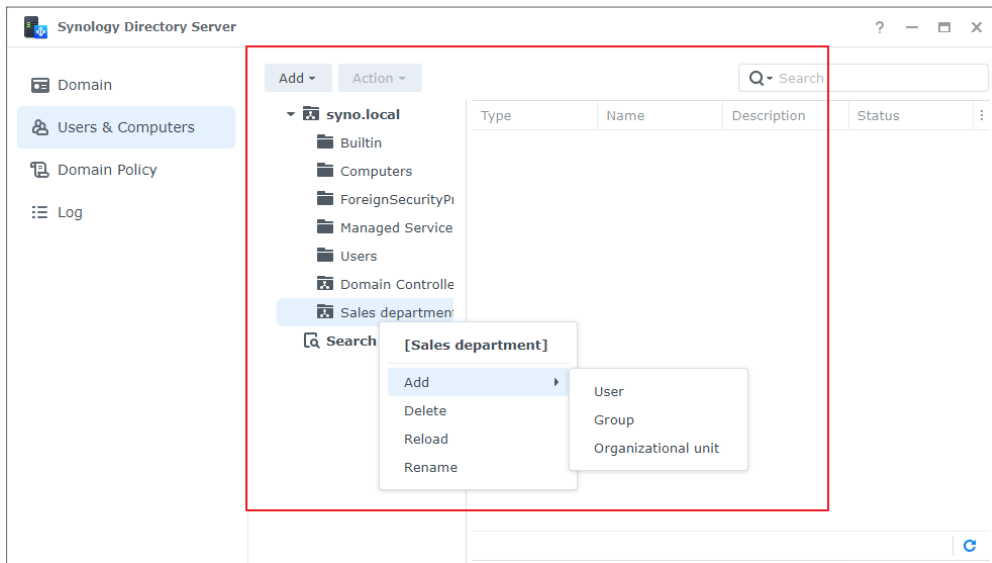 Synology Directory Server
?
Domain
Users & Computers
Domain Policy
Log
Add
Action
Search
syno.local
Builtin
Computers
ForeignSecurityPr
Managed Service
Users
Domain Controlle
Sales department
Search
Type Name Description Status
[Sales department]
Add
Delete
Reload
Rename
User
Group
Organizational unit